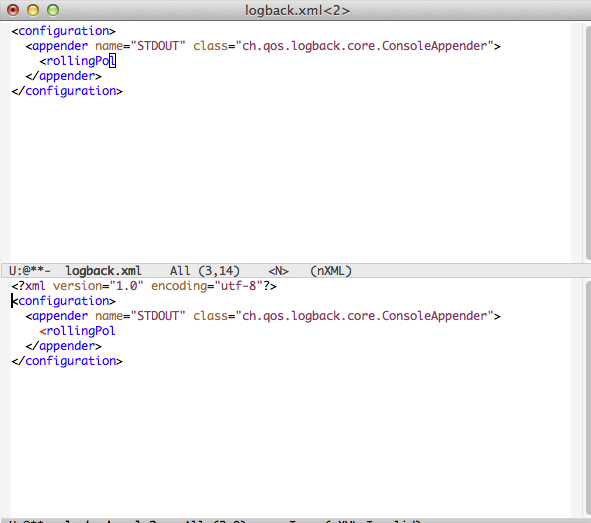 logback.xml<2>
<configuration>
  <appender name="STDOUT" class="ch.qos.logback.core.ConsoleAppender">
    <rollingPol
  </appender>
</configuration>
U:@**-  logback.xml    All (3,14)    <N>   (nXML)
<?xml version="1.0" encoding="utf-8"?>
<configuration>
  <appender name="STDOUT" class="ch.qos.logback.core.ConsoleAppender">
    <rollingPol
  </appender>
</configuration>